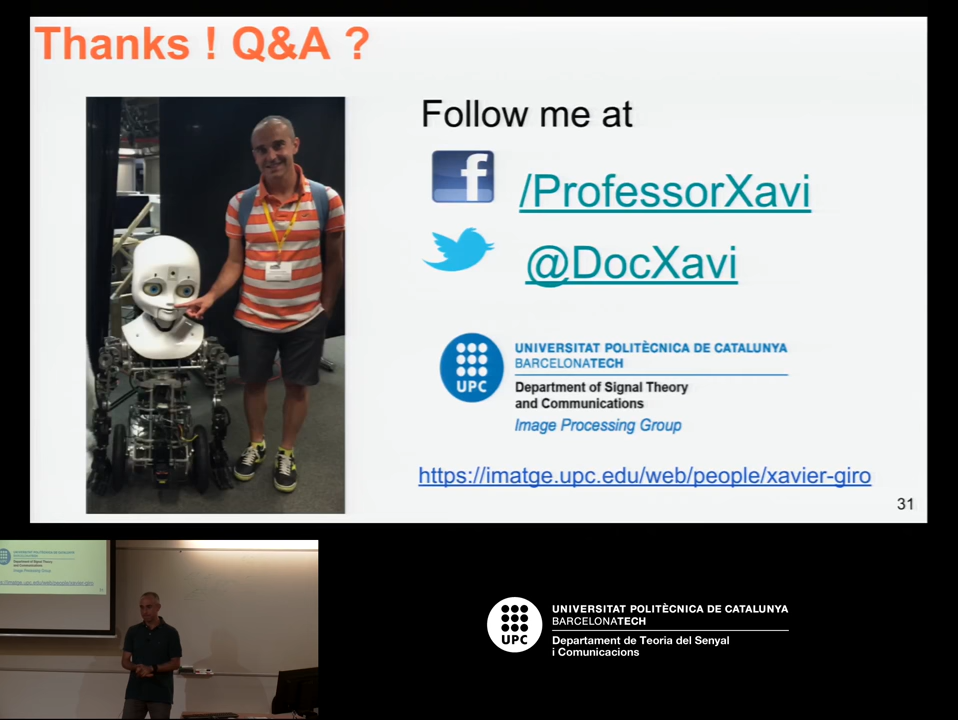 Thanks ! Q&A ?
Follow me at
/ProfessorXavi
@DocXavi
UPC
UNIVERSITAT POLITÈCNICA DE CATALUNYA
BARCELONATECH
Department of Signal Theory
and Communications
Image Processing Group
https://imatge.upc.edu/web/people/xavier-giro
31
UPC
UNIVERSITAT POLITÈCNICA DE CATALUNYA
BARCELONATECH
Departament de Teoria del Senyal
i Comunicacions